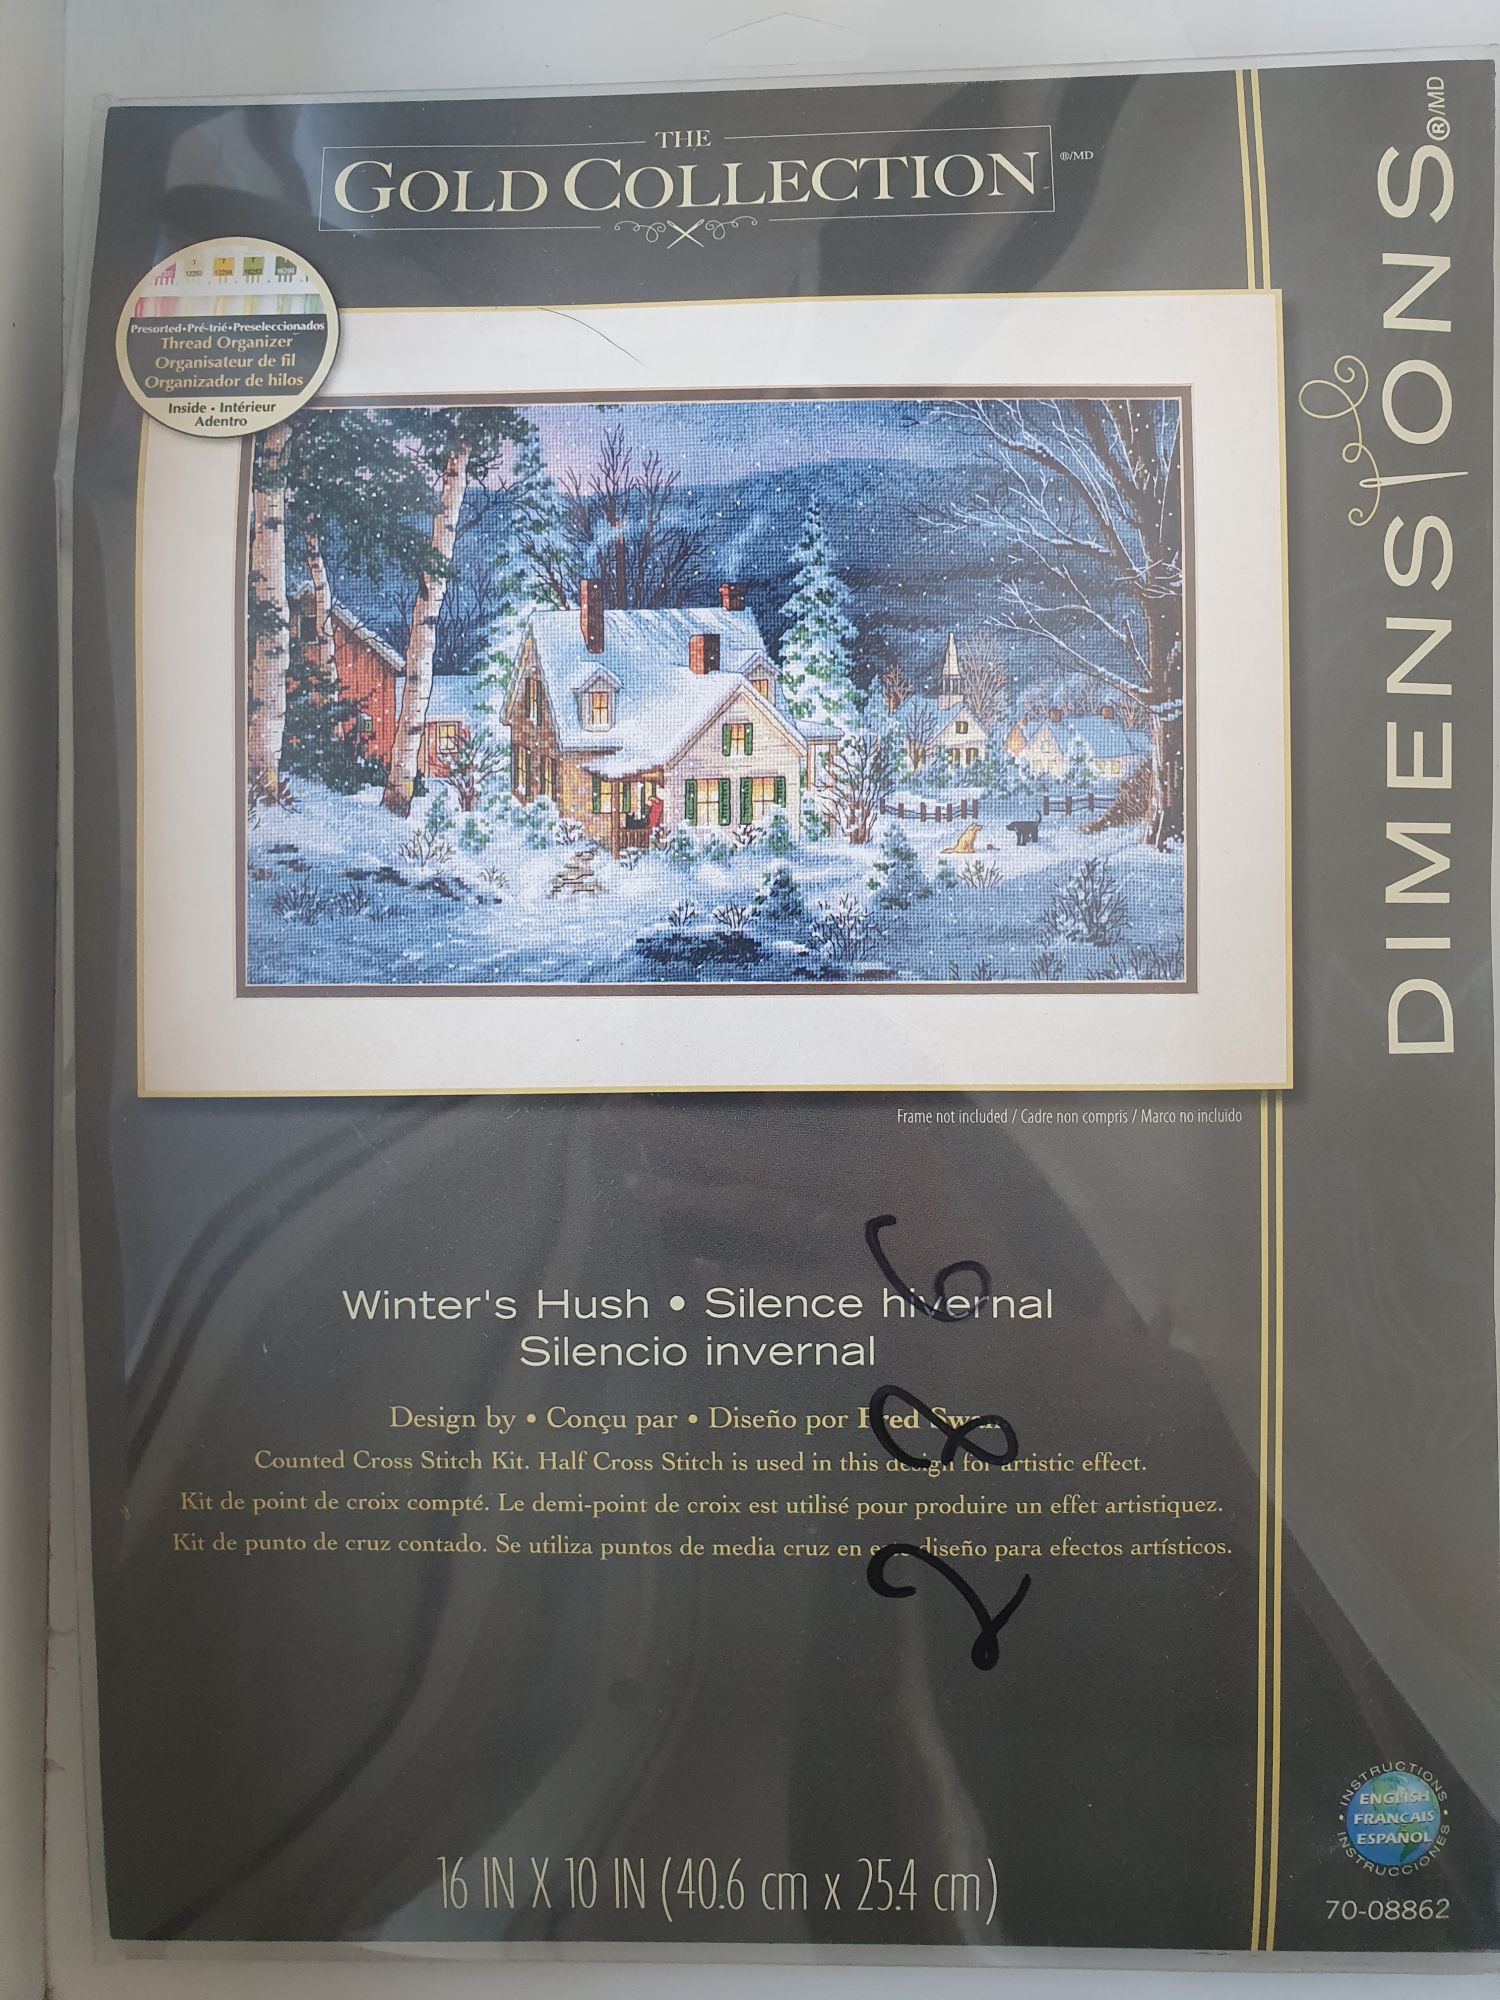 THE
GOLD COLLECTION ®/MD
Presorted•Pré-trié•Preseleccionados
Thread Organizer
Organisateur de fil
Organizador de hilos
Inside • Intérieur
Adentro
DIMENSIONS®/MD
Frame not included / Cadre non compris / Marco no incluido
Winter's Hush • Silence hivernal
Silencio invernal
Design by • Conçu par • Diseño por Fred Swan
Counted Cross Stitch Kit. Half Cross Stitch is used in this design for artistic effect.
Kit de point de croix compté. Le demi-point de croix est utilisé pour produire un effet artistiquez.
Kit de punto de cruz contado. Se utiliza puntos de media cruz en este diseño para efectos artísticos.
286
16 IN X 10 IN (40.6 cm x 25.4 cm)
INSTRUCTIONS
ENGLISH
FRANÇAIS
ESPAÑOL
INSTRUCCIONES
70-08862